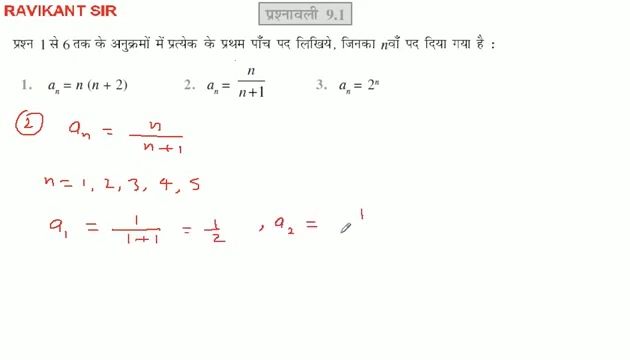 RAVIKANT SIR
प्रश्नावली 9.1
प्रश्न 1 से 6 तक के अनुक्रमों में प्रत्येक के प्रथम पाँच पद लिखिये, जिनका nवाँ पद दिया गया है :
1. aₙ = n (n + 2) 2. aₙ = n/(n+1) 3. aₙ = 2ⁿ
② aₙ = n/(n+1)
n = 1, 2, 3, 4, 5
a₁ = 1/(1+1) = 1/2 , a₂ = 1